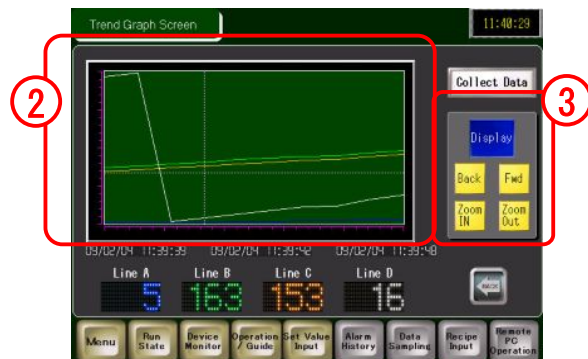 Trend Graph Screen
11:40:29
②
Collect Data
③
Display
Back Fwd
Zoom IN Zoom Out
09/02/04 11:39:39 09/02/04 11:39:42 09/02/04 11:39:48
Line A Line B Line C Line D
5 163 153 16
BACK
Menu Run State Device Monitor Operation / Guide Set Value Input Alarm History Data Sampling Recipe Input Remote PC Operation